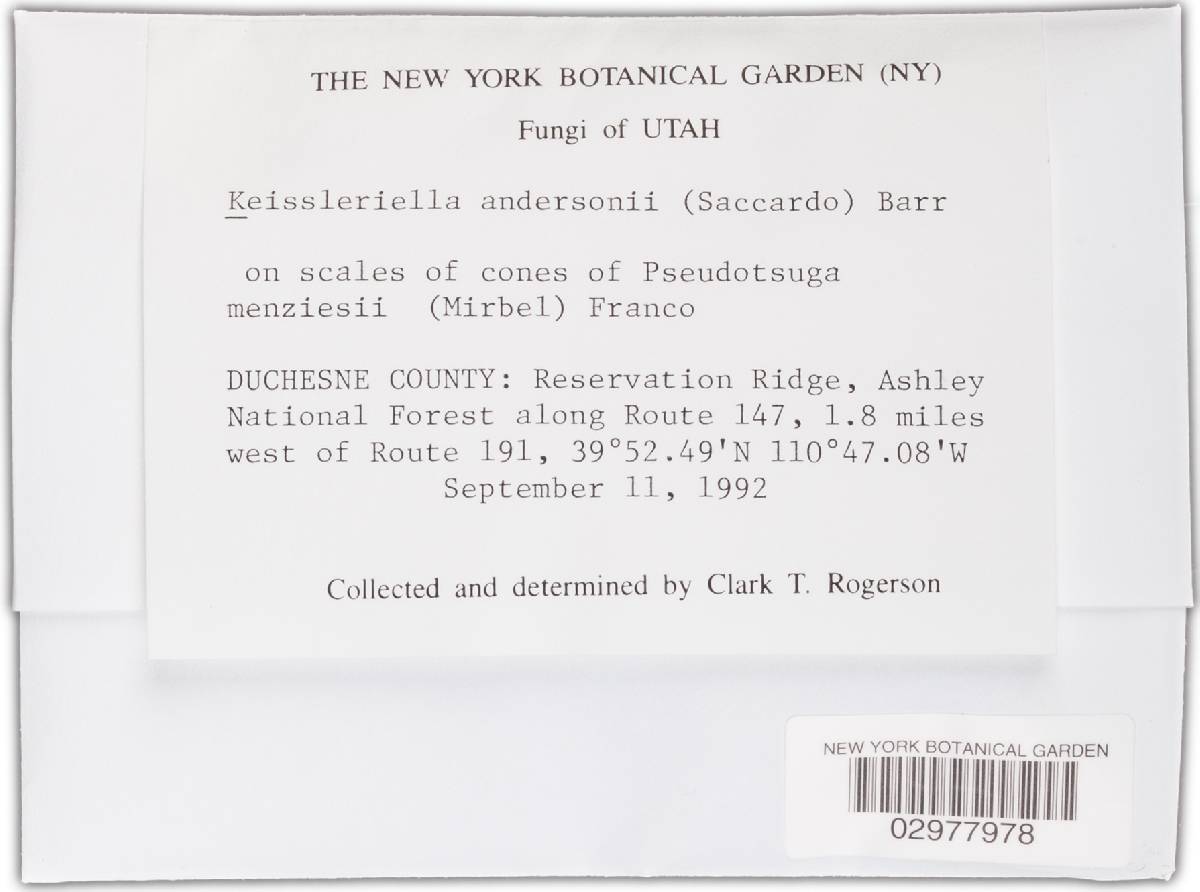 THE NEW YORK BOTANICAL GARDEN (NY)
Fungi of UTAH
Keissleriella andersonii (Saccardo) Barr
on scales of cones of Pseudotsuga
menziesii (Mirbel) Franco
DUCHESNE COUNTY: Reservation Ridge, Ashley
National Forest along Route 147, 1.8 miles
west of Route 191, 39°52.49'N 110°47.08'W
September 11, 1992
Collected and determined by Clark T. Rogerson
NEW YORK BOTANICAL GARDEN
02977978